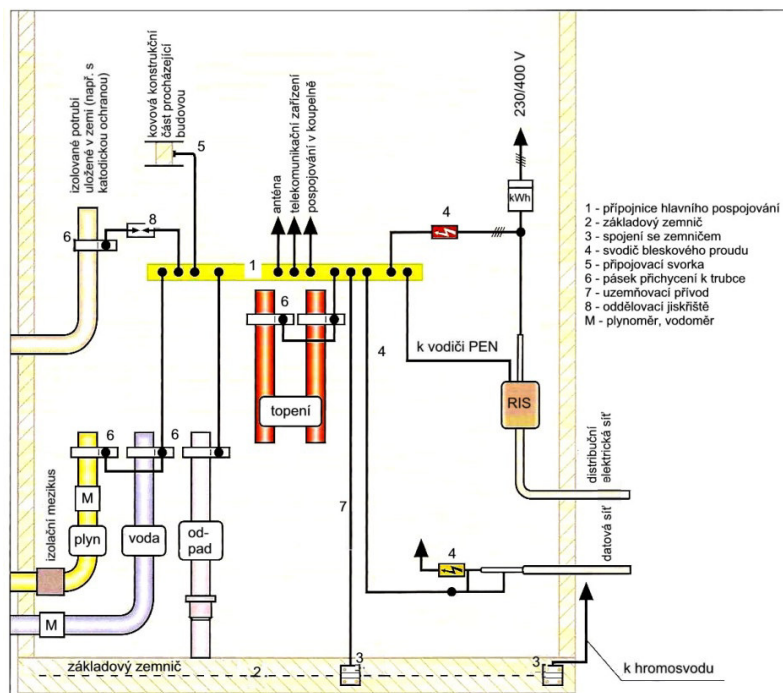 izolované potrubí
uložené v zemi (např. s
katodickou ochranou)
kovová konstrukční
část procházející
budovou
5
6
8
1
anténa
telekomunikační zařízení
pospojování v koupelně
4
230/400 V
kWh
1 - přípojnice hlavního pospojování
2 - základový zemnič
3 - spojení se zemničem
4 - svodič bleskového proudu
5 - připojovací svorka
6 - pásek přichycení k trubce
7 - uzemňovací přívod
8 - oddělovací jiskřiště
M - plynoměr, vodoměr
6
topení
4
k vodiči PEN
RIS
distribuční
elektrická síť
datová síť
6
6
izolační mezikus
M
plyn
voda
od-
pad
M
7
4
základový zemnič
2
3
3
k hromosvodu